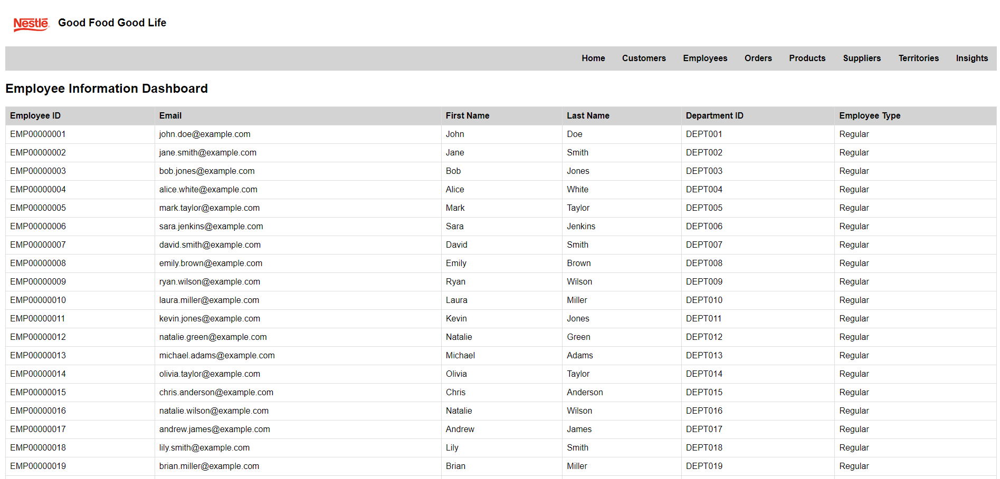 Nestlé Good Food Good Life
Home Customers Employees Orders Products Suppliers Territories Insights
Employee Information Dashboard
Employee ID Email First Name Last Name Department ID Employee Type
EMP00000001 john.doe@example.com John Doe DEPT001 Regular
EMP00000002 jane.smith@example.com Jane Smith DEPT002 Regular
EMP00000003 bob.jones@example.com Bob Jones DEPT003 Regular
EMP00000004 alice.white@example.com Alice White DEPT004 Regular
EMP00000005 mark.taylor@example.com Mark Taylor DEPT005 Regular
EMP00000006 sara.jenkins@example.com Sara Jenkins DEPT006 Regular
EMP00000007 david.smith@example.com David Smith DEPT007 Regular
EMP00000008 emily.brown@example.com Emily Brown DEPT008 Regular
EMP00000009 ryan.wilson@example.com Ryan Wilson DEPT009 Regular
EMP00000010 laura.miller@example.com Laura Miller DEPT010 Regular
EMP00000011 kevin.jones@example.com Kevin Jones DEPT011 Regular
EMP00000012 natalie.green@example.com Natalie Green DEPT012 Regular
EMP00000013 michael.adams@example.com Michael Adams DEPT013 Regular
EMP00000014 olivia.taylor@example.com Olivia Taylor DEPT014 Regular
EMP00000015 chris.anderson@example.com Chris Anderson DEPT015 Regular
EMP00000016 natalie.wilson@example.com Natalie Wilson DEPT016 Regular
EMP00000017 andrew.james@example.com Andrew James DEPT017 Regular
EMP00000018 lily.smith@example.com Lily Smith DEPT018 Regular
EMP00000019 brian.miller@example.com Brian Miller DEPT019 Regular